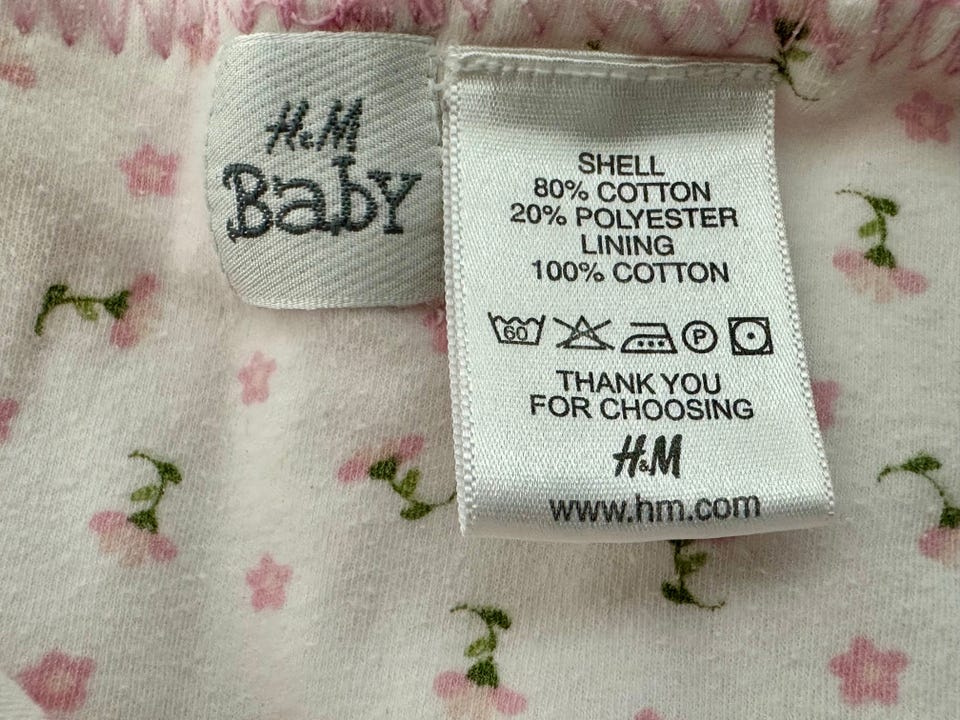 H&M
Baby
SHELL
80% COTTON
20% POLYESTER
LINING
100% COTTON
60 P
THANK YOU
FOR CHOOSING
H&M
www.hm.com